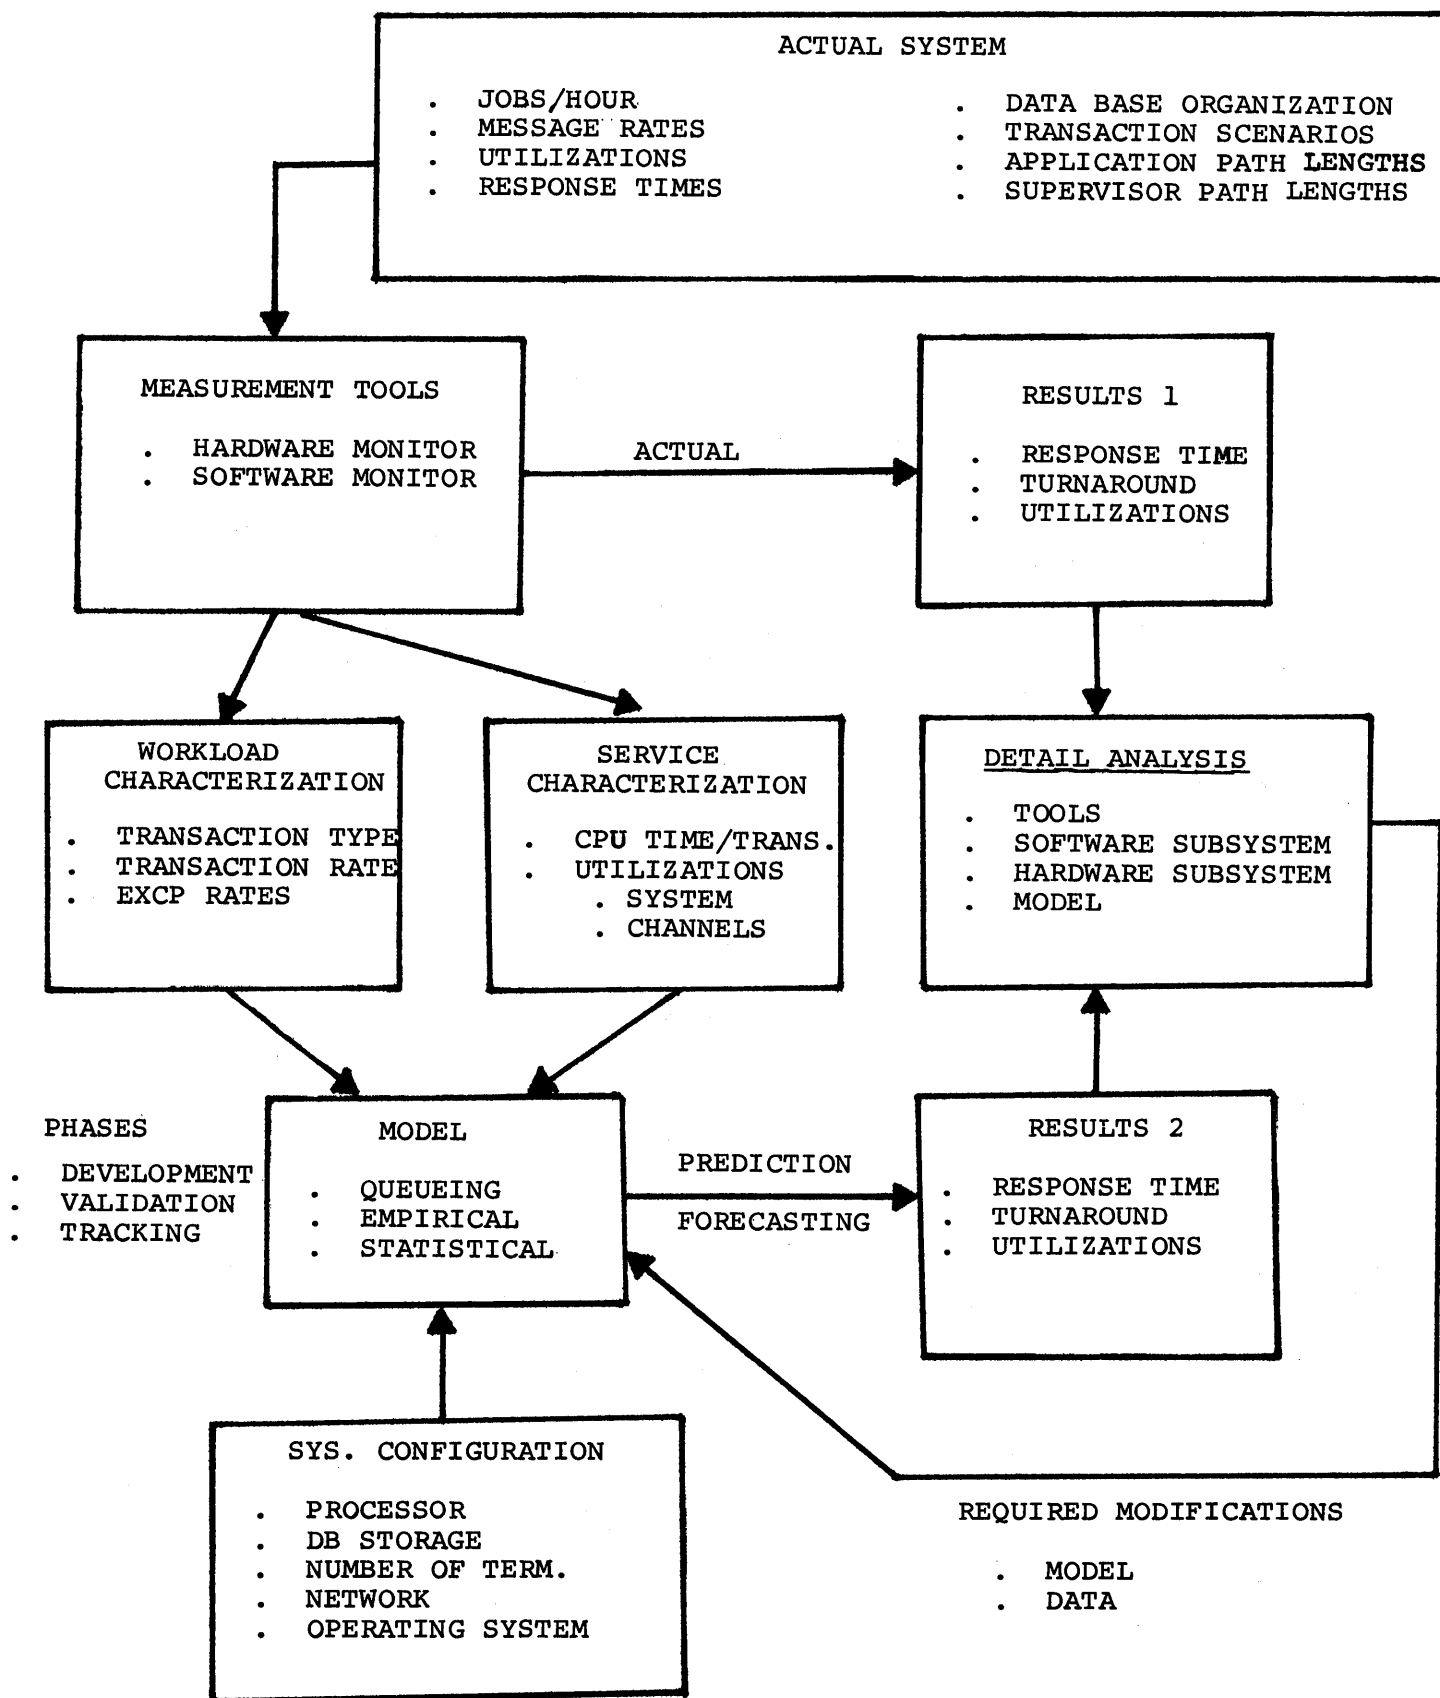 ACTUAL SYSTEM
. JOBS/HOUR
. MESSAGE RATES
. UTILIZATIONS
. RESPONSE TIMES
. DATA BASE ORGANIZATION
. TRANSACTION SCENARIOS
. APPLICATION PATH LENGTHS
. SUPERVISOR PATH LENGTHS
MEASUREMENT TOOLS
. HARDWARE MONITOR
. SOFTWARE MONITOR
ACTUAL
RESULTS 1
. RESPONSE TIME
. TURNAROUND
. UTILIZATIONS
WORKLOAD
CHARACTERIZATION
. TRANSACTION TYPE
. TRANSACTION RATE
. EXCP RATES
SERVICE
CHARACTERIZATION
. CPU TIME/TRANS.
. UTILIZATIONS
. SYSTEM
. CHANNELS
DETAIL ANALYSIS
. TOOLS
. SOFTWARE SUBSYSTEM
. HARDWARE SUBSYSTEM
. MODEL
PHASES
. DEVELOPMENT
. VALIDATION
. TRACKING
MODEL
. QUEUEING
. EMPIRICAL
. STATISTICAL
PREDICTION
FORECASTING
RESULTS 2
. RESPONSE TIME
. TURNAROUND
. UTILIZATIONS
SYS. CONFIGURATION
. PROCESSOR
. DB STORAGE
. NUMBER OF TERM.
. NETWORK
. OPERATING SYSTEM
REQUIRED MODIFICATIONS
. MODEL
. DATA